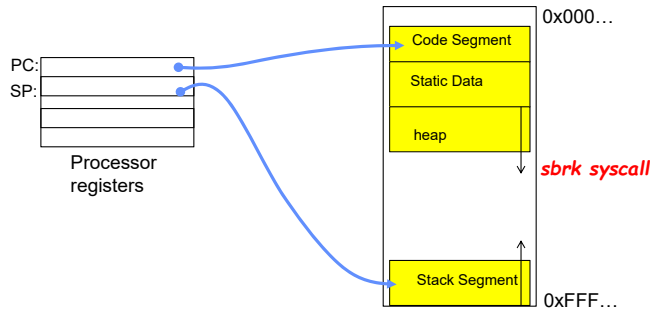 0x000…
Code Segment
PC:
SP:
Static Data
heap
Processor
registers
sbrk syscall
Stack Segment
0xFFF…